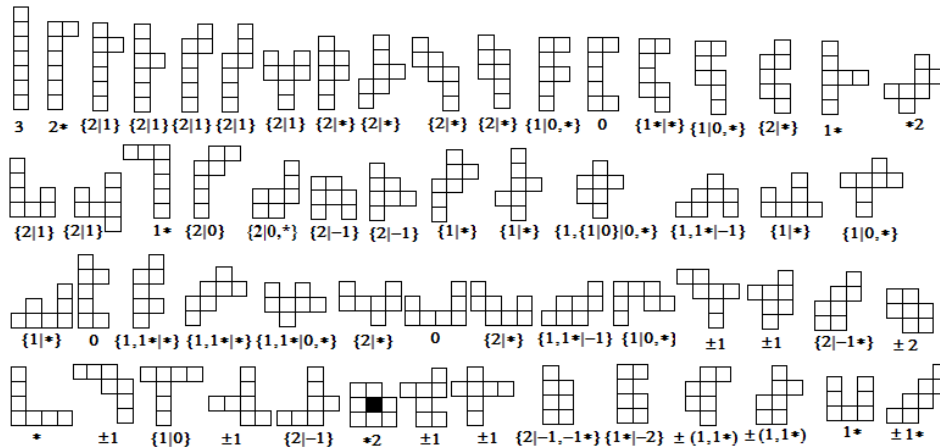 3 2* {2|1} {2|1} {2|1} {2|1} {2|1} {2|*} {2|*} {2|*} {2|*} {1|0,*} 0 {1*|*} {1|0,*} {2|*} 1* *2
{2|1} {2|1} 1* {2|0} {2|0,*} {2|-1} {2|-1} {1|*} {1|*} {1,{1|0}|0,*} {1,1*|-1} {1|*} {1|0,*}
{1|*} 0 {1,1*|*} {1,1*|*} {1,1*|0,*} {2|*} 0 {2|*} {1,1*|-1} {1|0,*} ±1 ±1 {2|-1*} ±2
* ±1 {1|0} ±1 {2|-1} *2 ±1 ±1 {2|-1,-1*} {1*|-2} ±(1,1*) ±(1,1*) 1* ±1*